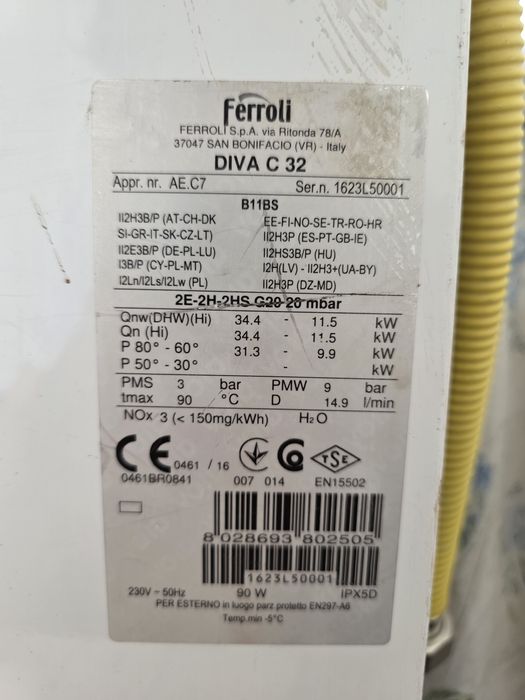 Ferroli
FERROLI S.p.A. via Ritonda 78/A
37047 SAN BONIFACIO (VR) - Italy
DIVA C 32
Appr. nr. AE.C7 Ser.n. 1623L50001
B11BS
II2H3B/P (AT-CH-DK EE-FI-NO-SE-TR-RO-HR
SI-GR-IT-SK-CZ-LT) II2H3P (ES-PT-GB-IE)
II2E3B/P (DE-PL-LU) II2HS3B/P (HU)
I3B/P (CY-PL-MT) I2H(LV) - II2H3+(UA-BY)
I2Ln/I2Ls/I2Lw (PL) II2H3P (DZ-MD)
2E-2H-2HS G20-20 mbar
Qnw(DHW)(Hi) 34.4 - 11.5 kW
Qn (Hi) 34.4 - 11.5 kW
P 80° - 60° 31.3 - 9.9 kW
P 50° - 30° - kW
PMS 3 bar PMW 9 bar
tmax 90 °C D 14.9 l/min
NOx 3 (< 150mg/kWh) H2O
CE 0461 / 16 TSE
0461BR0841 007 014 EN15502
8 028693 802505
1623L50001
230V ~ 50Hz 90 W IPX5D
PER ESTERNO in luogo parz.protetto EN297-A6
Temp.min -5°C